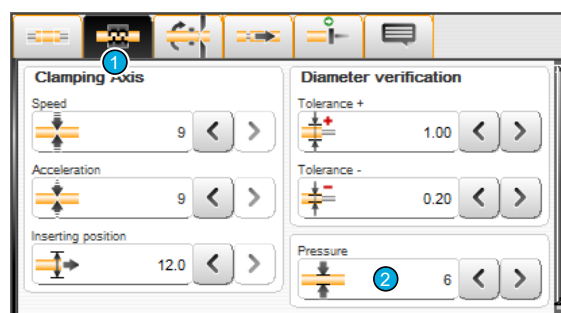 1
Clamping Axis
Speed
9
Acceleration
9
Inserting position
12.0
Diameter verification
Tolerance +
1.00
Tolerance -
0.20
Pressure
2
6